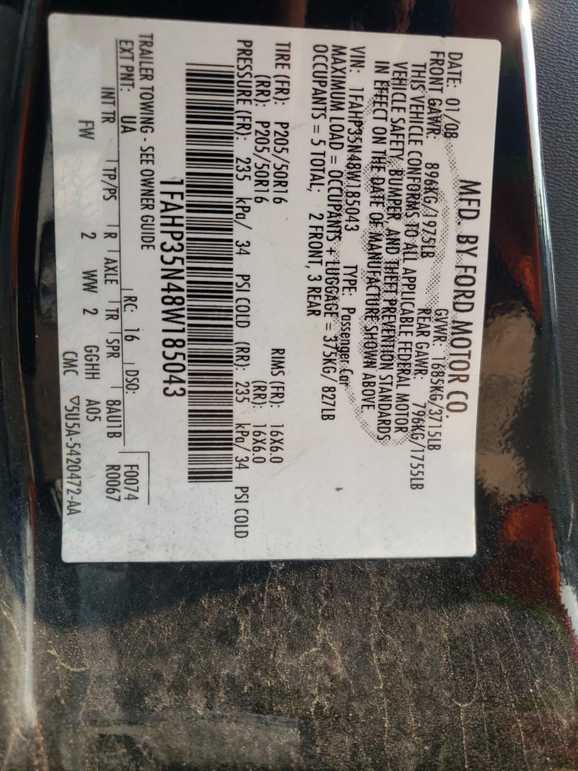 MFD. BY FORD MOTOR CO.
DATE: 01/08 GVWR: 1685KG/3715LB
FRONT GAWR: 896KG/1975LB REAR GAWR: 796KG/1755LB
THIS VEHICLE CONFORMS TO ALL APPLICABLE FEDERAL MOTOR
VEHICLE SAFETY, BUMPER, AND THEFT PREVENTION STANDARDS
IN EFFECT ON THE DATE OF MANUFACTURE SHOWN ABOVE.
VIN: 1FAHP35N48W185043 TYPE: Passenger Car
MAXIMUM LOAD = OCCUPANTS + LUGGAGE = 375KG/827LB
OCCUPANTS = 5 TOTAL; 2 FRONT, 3 REAR
TIRE (FR): P205/50R16 RIMS (FR): 16X6.0
(RR): P205/50R16 (RR): 16X6.0
PRESSURE (FR): 235 kPa/ 34 PSI COLD (RR): 235 kPa/34 PSI COLD
1FAHP35N48W185043
TRAILER TOWING - SEE OWNER GUIDE
EXT PNT: UA RC: 16 DSO: F0074
R0067
INT TR TP/PS R AXLE TR SPR 8AU1B
FW 2 WW 2 GGHH A05
CMC ▽5U5A-5420472-AA